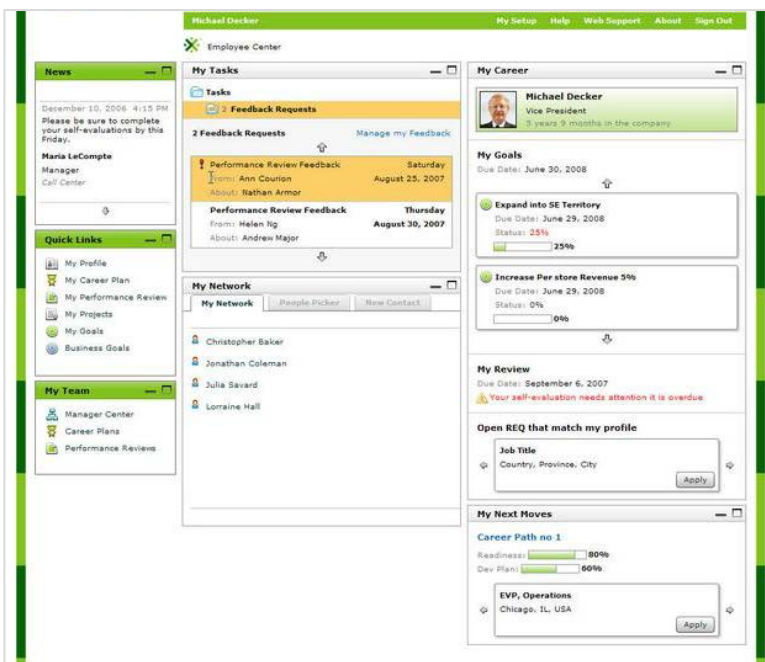 Michael Decker
My Setup Help Web Support About Sign Out
Employee Center
News
December 10, 2006 4:15 PM
Please be sure to complete
your self-evaluations by this
Friday.
Maria LeCompte
Manager
Call Center
Quick Links
My Profile
My Career Plan
My Performance Review
My Projects
My Goals
Business Goals
My Team
Manager Center
Career Plans
Performance Reviews
My Tasks
Tasks
2 Feedback Requests
2 Feedback Requests Manage my Feedback
Performance Review Feedback Saturday
From: Ann Courion August 25, 2007
About: Nathan Armor
Performance Review Feedback Thursday
From: Helen Ng August 30, 2007
About: Andrew Major
My Network
My Network People Picker New Contact
Christopher Baker
Jonathan Coleman
Julia Savard
Lorraine Hall
My Career
Michael Decker
Vice President
5 years 9 months in the company
My Goals
Due Date: June 30, 2008
Expand into SE Territory
Due Date: June 29, 2008
Status: 25%
25%
Increase Per store Revenue 5%
Due Date: June 29, 2008
Status: 0%
0%
My Review
Due Date: September 6, 2007
Your self-evaluation needs attention it is overdue
Open REQ that match my profile
Job Title
Country, Province, City
Apply
My Next Moves
Career Path no 1
Readiness: 80%
Dev Plan: 60%
EVP, Operations
Chicago, IL, USA
Apply